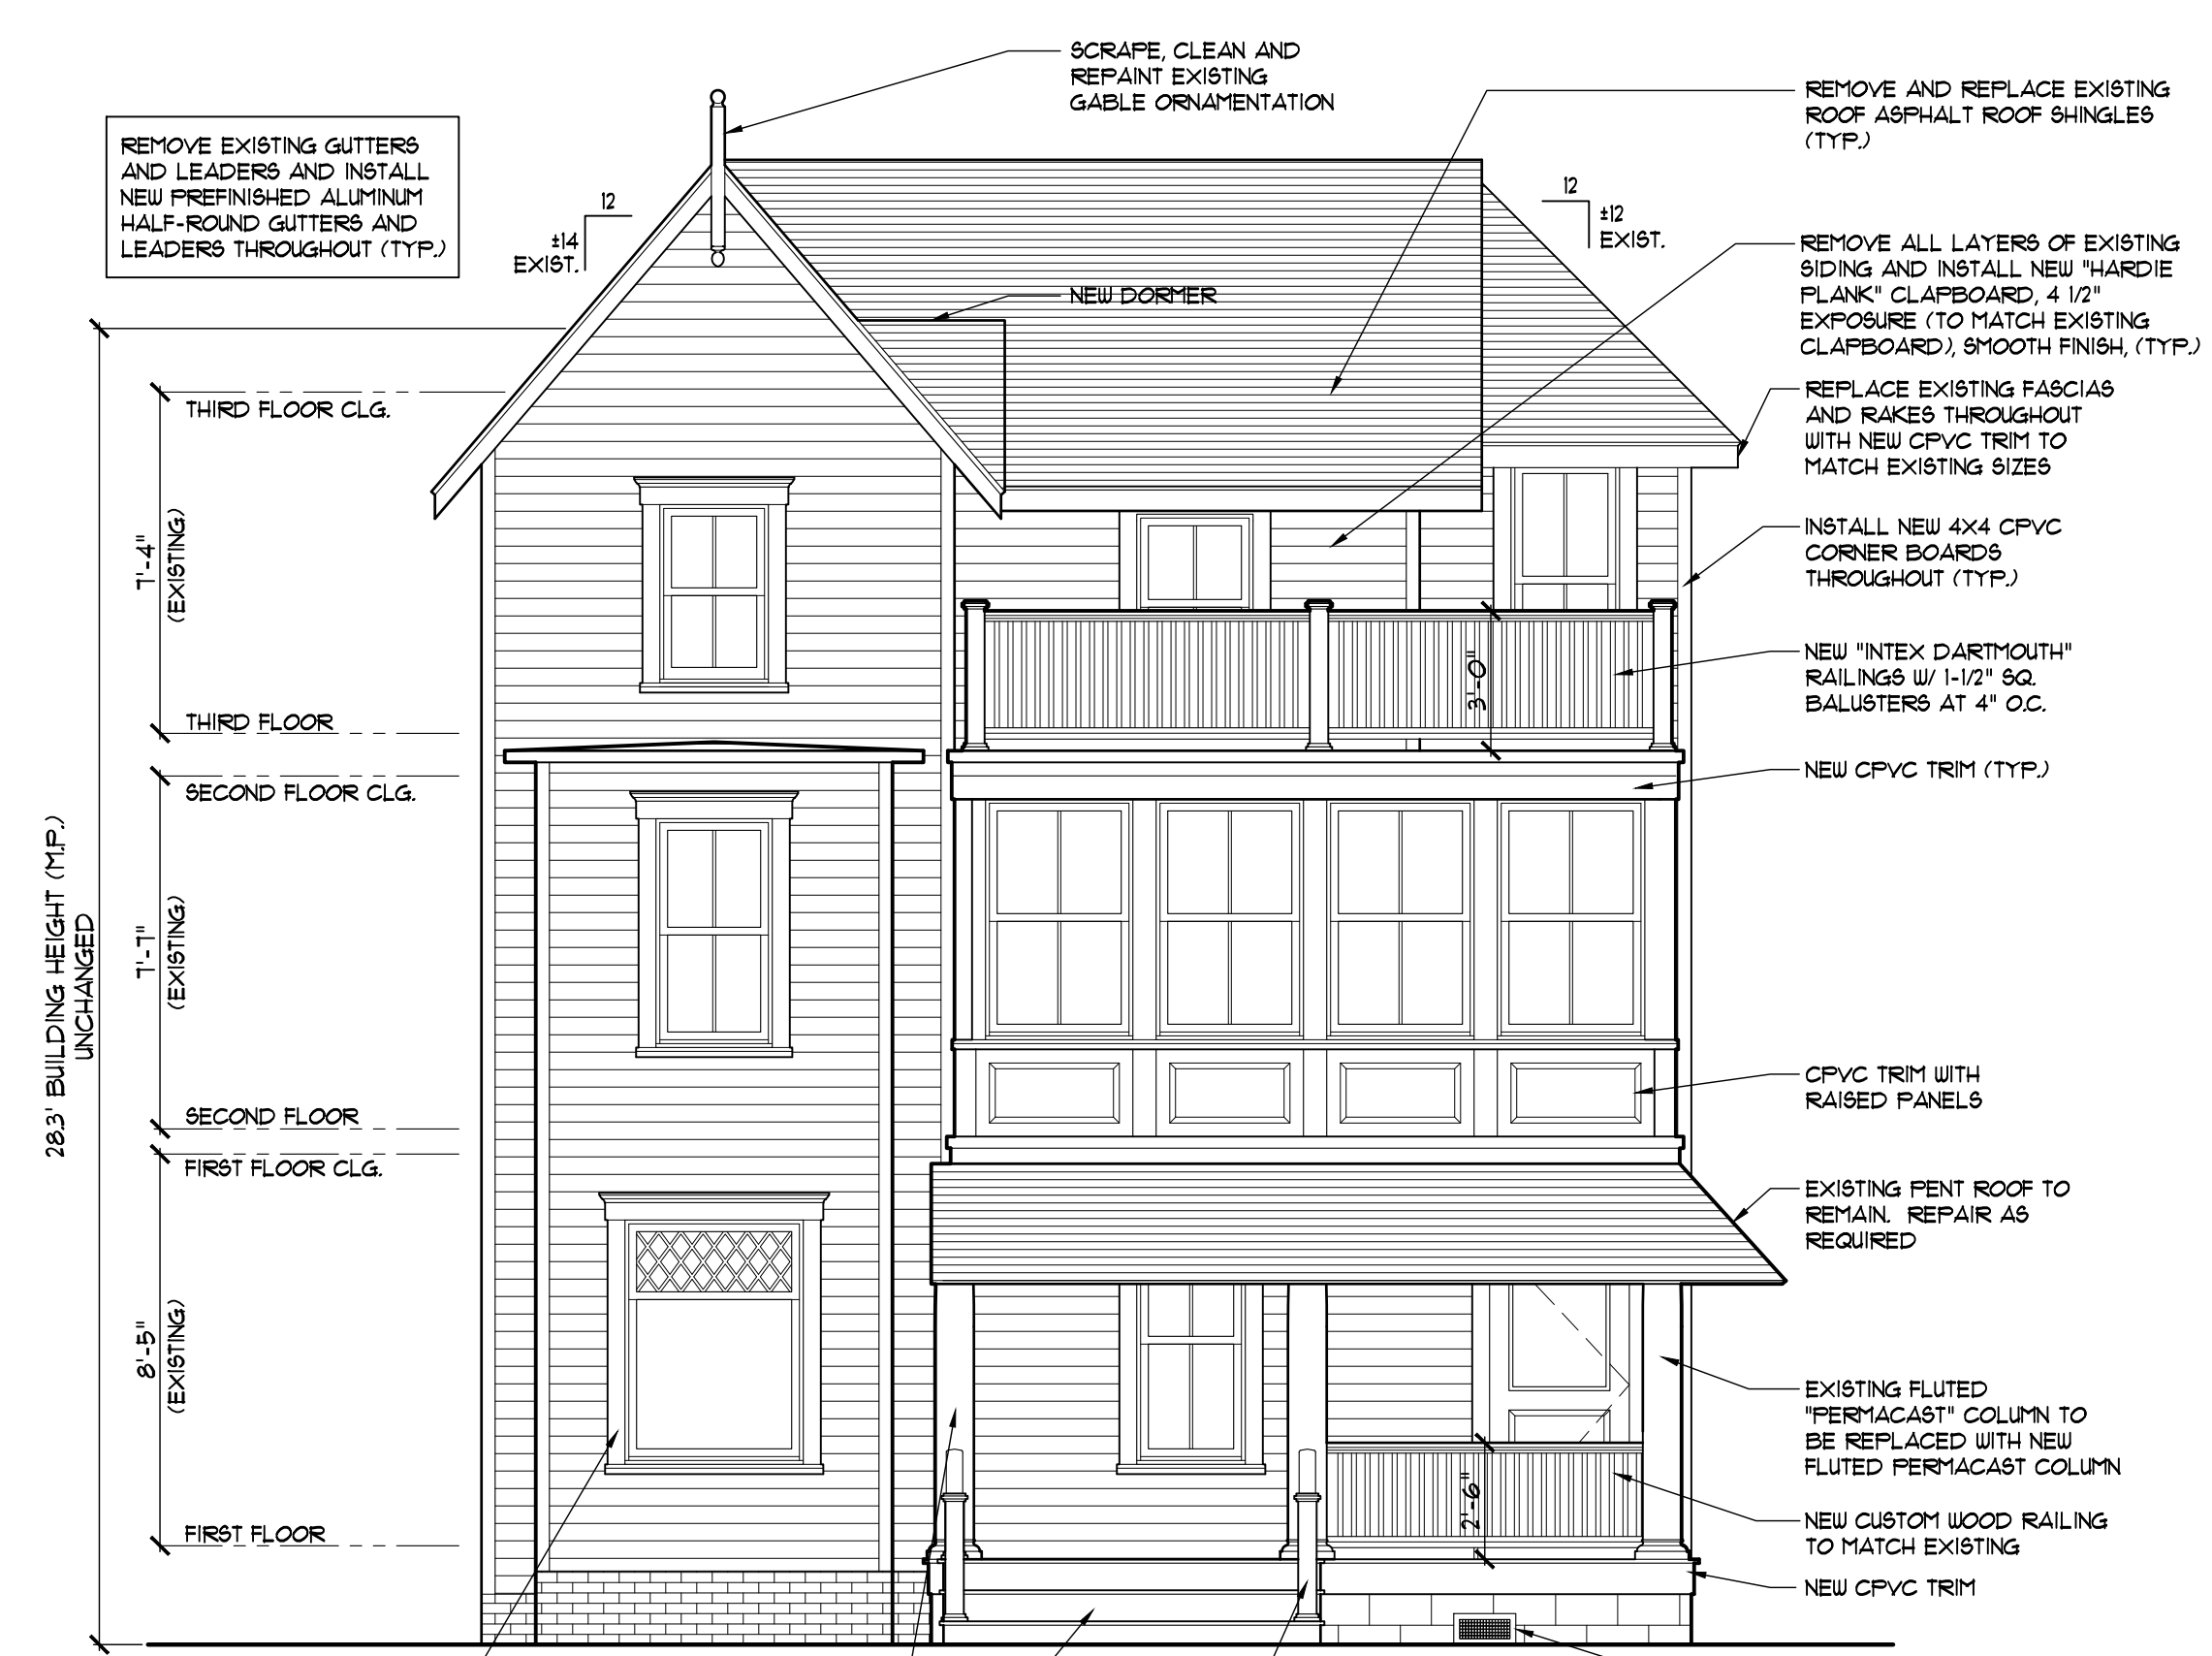 SCRAPE, CLEAN AND
REPAINT EXISTING
GABLE ORNAMENTATION
REMOVE AND REPLACE EXISTING
ROOF ASPHALT ROOF SHINGLES
(TYP.)
REMOVE EXISTING GUTTERS
AND LEADERS AND INSTALL
NEW PREFINISHED ALUMINUM
HALF-ROUND GUTTERS AND
LEADERS THROUGHOUT (TYP.)
12
±14
EXIST.
12
±12
EXIST.
NEW DORMER
REMOVE ALL LAYERS OF EXISTING
SIDING AND INSTALL NEW "HARDIE
PLANK" CLAPBOARD, 4 1/2"
EXPOSURE (TO MATCH EXISTING
CLAPBOARD), SMOOTH FINISH, (TYP.)
REPLACE EXISTING FASCIAS
AND RAKES THROUGHOUT
WITH NEW CPVC TRIM TO
MATCH EXISTING SIZES
THIRD FLOOR CLG.
7'-4"
(EXISTING)
INSTALL NEW 4X4 CPVC
CORNER BOARDS
THROUGHOUT (TYP.)
NEW "INTEX DARTMOUTH"
RAILINGS W/ 1-1/2" SQ.
BALUSTERS AT 4" O.C.
3'-0"
THIRD FLOOR
NEW CPVC TRIM (TYP.)
SECOND FLOOR CLG.
28.3' BUILDING HEIGHT (M.P.)
UNCHANGED
7'-7"
(EXISTING)
CPVC TRIM WITH
RAISED PANELS
SECOND FLOOR
FIRST FLOOR CLG.
EXISTING PENT ROOF TO
REMAIN. REPAIR AS
REQUIRED
8'-5"
(EXISTING)
EXISTING FLUTED
"PERMACAST" COLUMN TO
BE REPLACED WITH NEW
FLUTED PERMACAST COLUMN
2'-6"
FIRST FLOOR
NEW CUSTOM WOOD RAILING
TO MATCH EXISTING
NEW CPVC TRIM